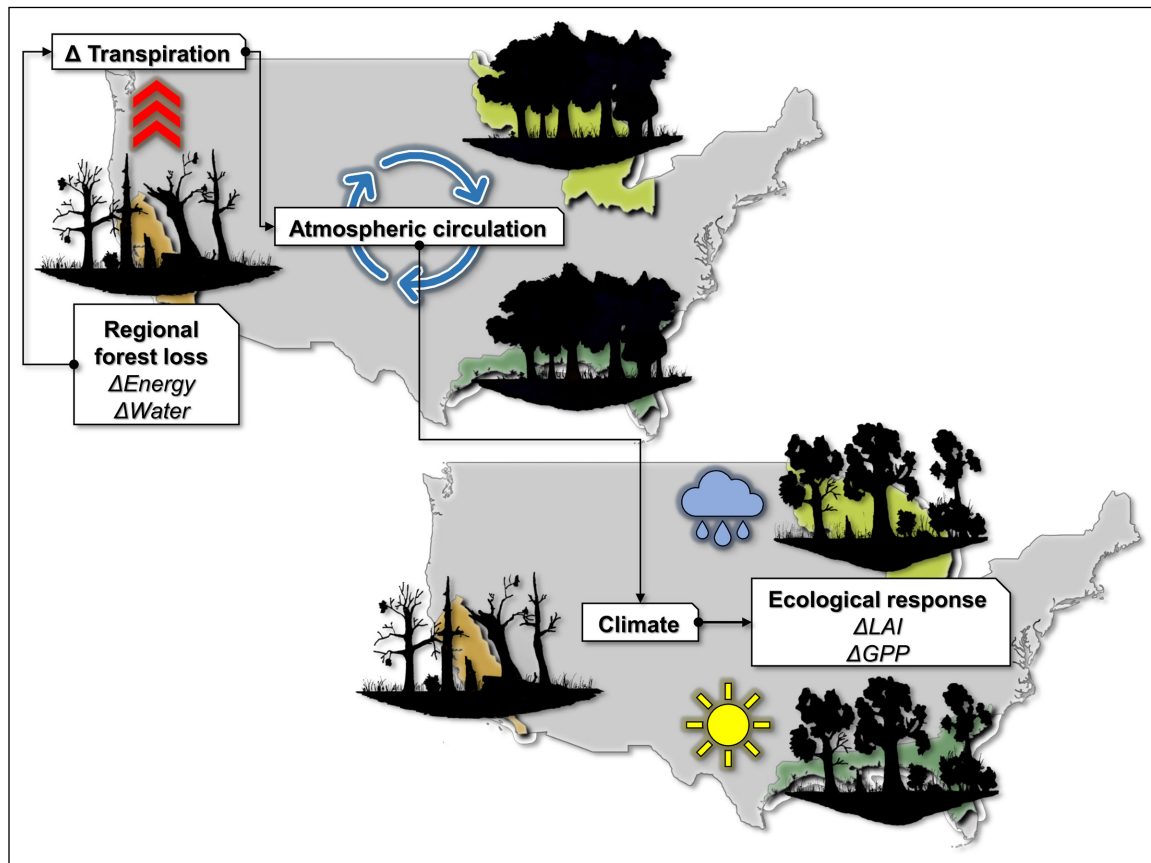 Δ Transpiration
Atmospheric circulation
Regional
forest loss
ΔEnergy
ΔWater
Climate
Ecological response
ΔLAI
ΔGPP